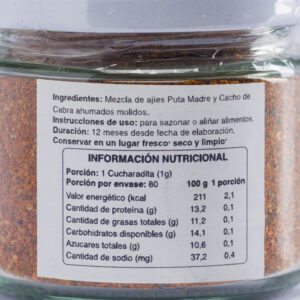 Ingredientes: Mezcla de ajíes Puta Madre y Cacho de
Cabra ahumados molidos.
Instrucciones de uso: para sazonar o aliñar alimentos.
Duración: 12 meses desde fecha de elaboración.
Conservar en un lugar fresco' seco y limpio'
INFORMACIÓN NUTRICIONAL
Porción: 1 Cucharadita (1g)
Porción por envase: 80 100 g 1 porción
Valor energético (kcal 211 2,1
Cantidad de proteína (g) 13,2 0,1
Cantidad de grasas totales (g) 11,2 0,1
Carbohidratos disponibles (g) 14,1 0,1
Azucares totales (g) 10.6 0,1
Cantidad de sodio (mg) 37,2 0,4